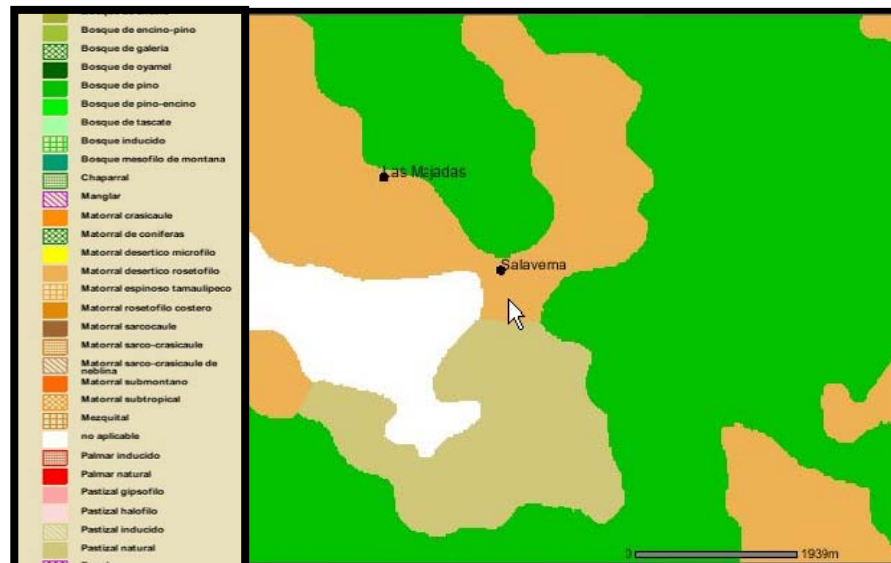 Bosque de encino-pino
Bosque de galeria
Bosque de oyamel
Bosque de pino
Bosque de pino-encino
Bosque de tascate
Bosque inducido
Bosque mesofilo de montana
Chaparral
Manglar
Matorral crasicaule
Matorral de coniferas
Matorral desertico microfilo
Matorral desertico rosetofilo
Matorral espinoso tamaulipeco
Matorral rosetofilo costero
Matorral sarcocaule
Matorral sarco-crasicaule
Matorral sarco-crasicaule de
neblina
Matorral submontano
Matorral subtropical
Mezquital
no aplicable
Palmar inducido
Palmar natural
Pastizal gipsofilo
Pastizal halofilo
Pastizal inducido
Pastizal natural
Las Majadas
Salaverna
0 1939m